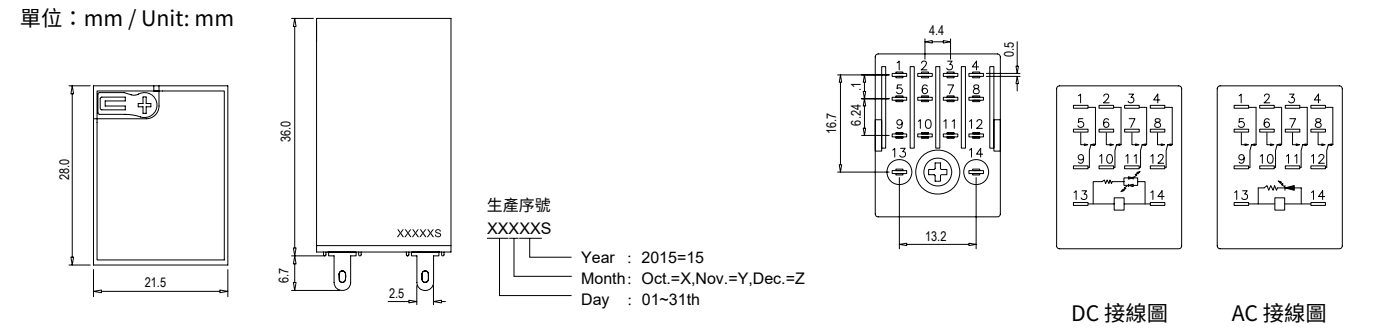 單位：mm / Unit: mm
28.0
21.5
36.0
6.7
2.5
XXXXXS
生產序號
XXXXXS
Year : 2015=15
Month: Oct.=X,Nov.=Y,Dec.=Z
Day : 01~31th
4.4
0.5
16.7
6.24
.1
1 2 3 4
5 6 7 8
9 10 11 12
13 14
13.2
1 2 3 4
5 6 7 8
9 10 11 12
13 14
DC 接線圖
1 2 3 4
5 6 7 8
9 10 11 12
13 14
AC 接線圖